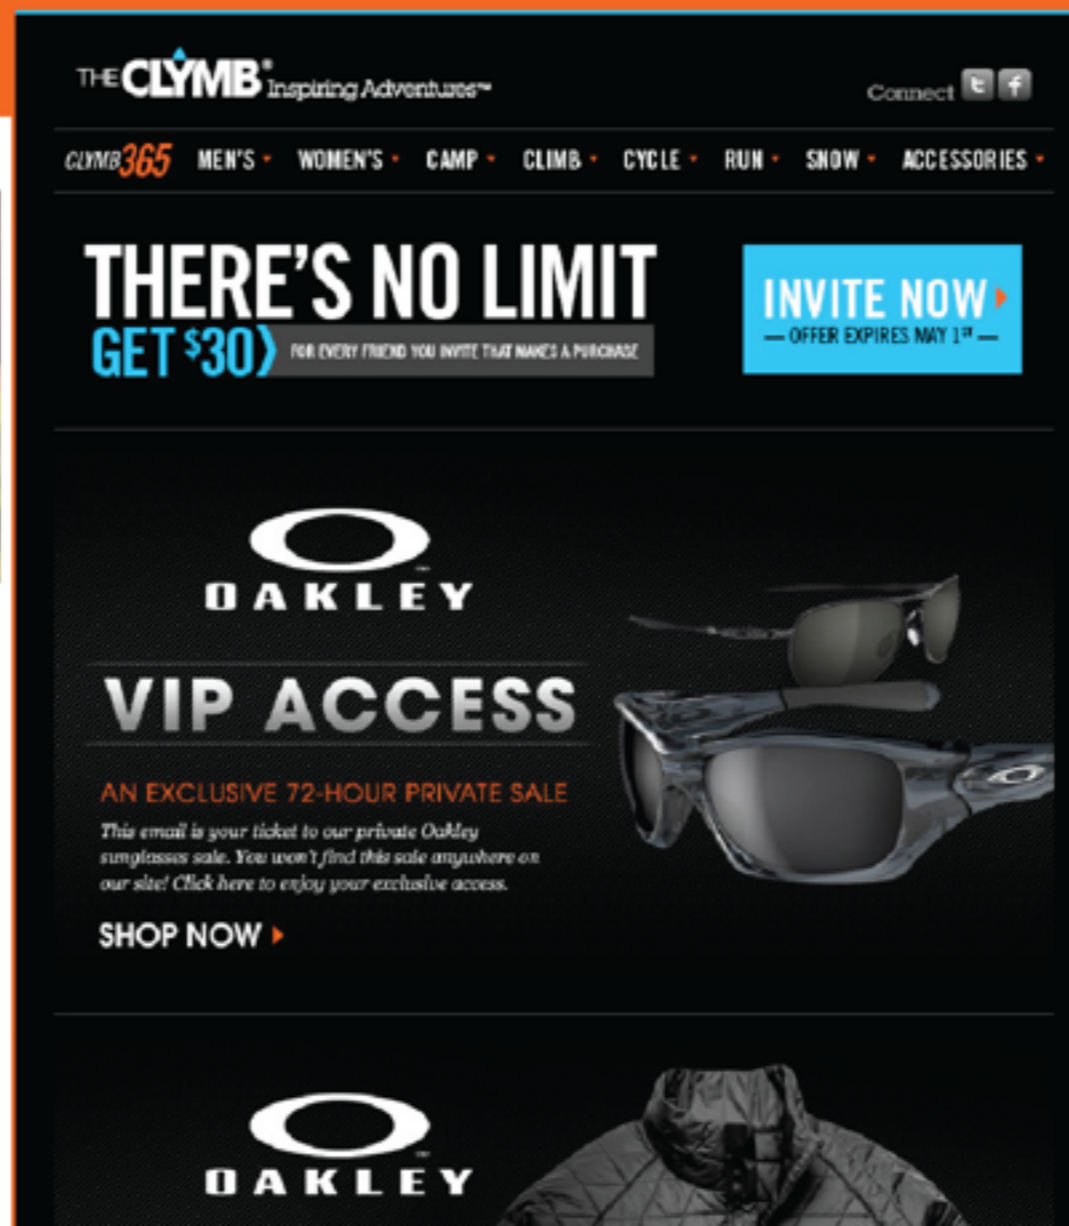 THE CLYMB® Inspiring Adventures™
Connect
CLYMB365 MEN'S WOMEN'S CAMP CLIMB CYCLE RUN SNOW ACCESSORIES
THERE'S NO LIMIT
GET $30 FOR EVERY FRIEND YOU INVITE THAT MAKES A PURCHASE
INVITE NOW
— OFFER EXPIRES MAY 1ST —
OAKLEY™
VIP ACCESS
AN EXCLUSIVE 72-HOUR PRIVATE SALE
This email is your ticket to our private Oakley
sunglasses sale. You won't find this sale anywhere on
our site! Click here to enjoy your exclusive access.
SHOP NOW
OAKLEY™